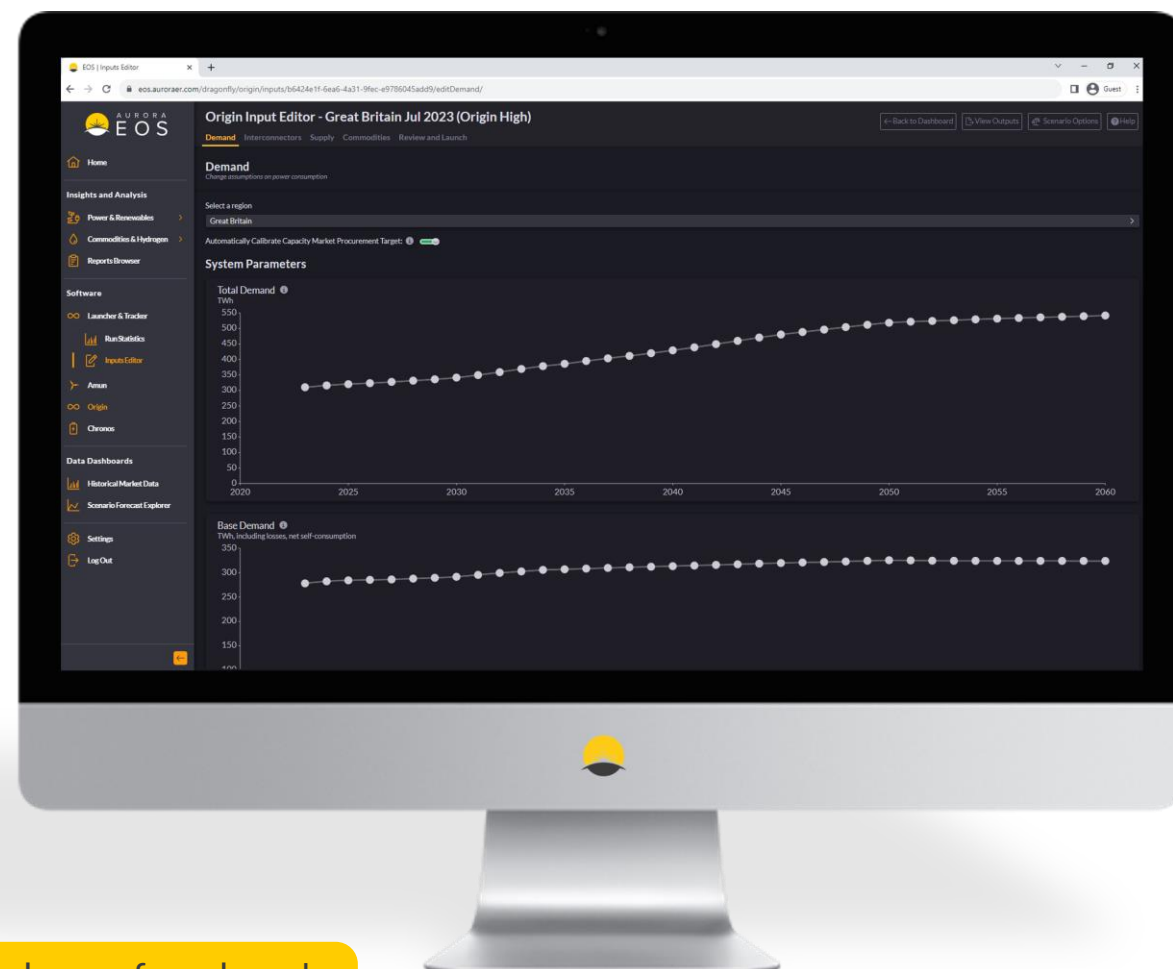 EOS | Inputs Editor
eos.auroraer.com/dragonfly/origin/inputs/b6424e1f-6ea6-4a31-9fec-e9786045add9/editDemand/
Guest
AURORA
EOS
Origin Input Editor - Great Britain Jul 2023 (Origin High)
Demand Interconnectors Supply Commodities Review and Launch
Back to Dashboard
View Outputs
Scenario Options
Help
Home
Insights and Analysis
Power & Renewables
Commodities & Hydrogen
Reports Browser
Software
Launcher & Tracker
Run Statistics
Inputs Editor
Amun
Origin
Chronos
Data Dashboards
Historical Market Data
Scenario Forecast Explorer
Settings
Log Out
Demand
Change assumptions on power consumption
Select a region
Great Britain
Automatically Calibrate Capacity Market Procurement Target:
System Parameters
Total Demand
TWh
550
500
450
400
350
300
250
200
150
100
50
0
2020 2025 2030 2035 2040 2045 2050 2055 2060
Base Demand
TWh, including losses, net self-consumption
350
300
250
200
150
100